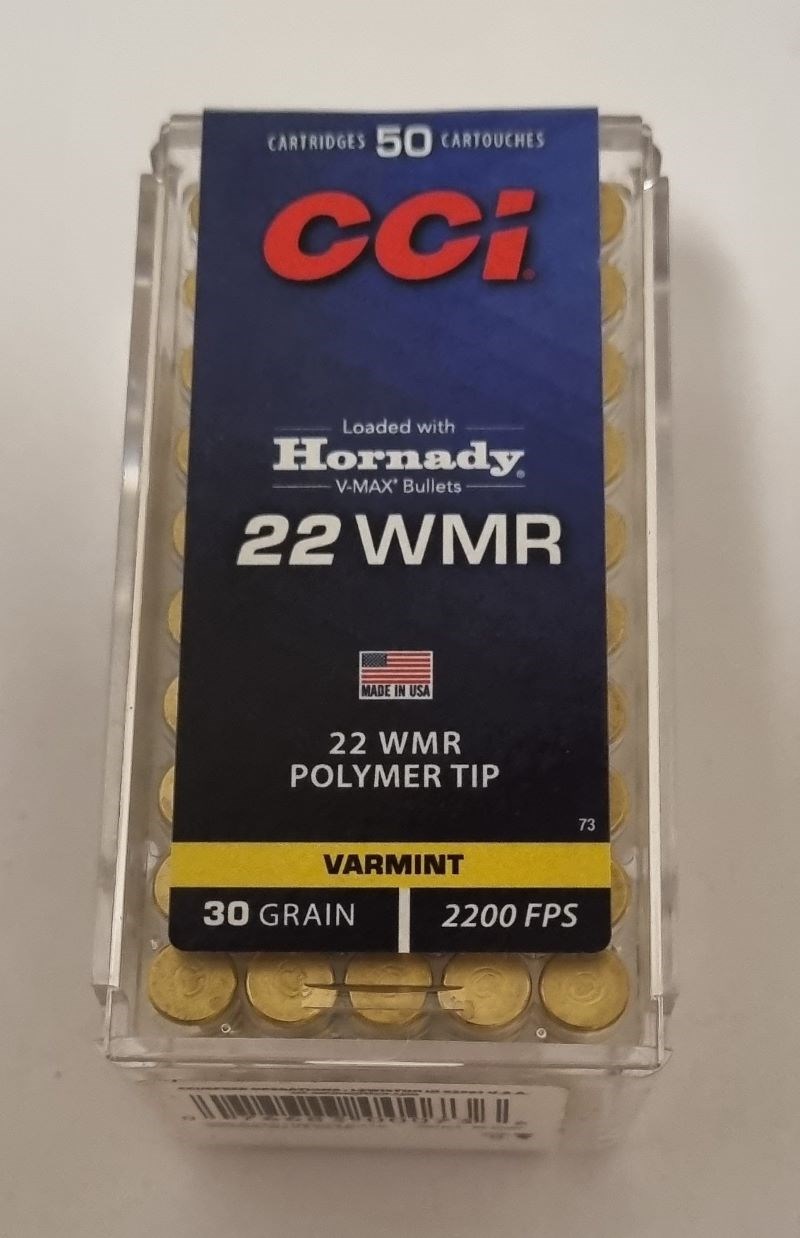 CARTRIDGES 50 CARTOUCHES
CCi
Loaded with
Hornady®
V-MAX® Bullets
22 WMR
MADE IN USA
22 WMR
POLYMER TIP
73
VARMINT
30 GRAIN 2200 FPS